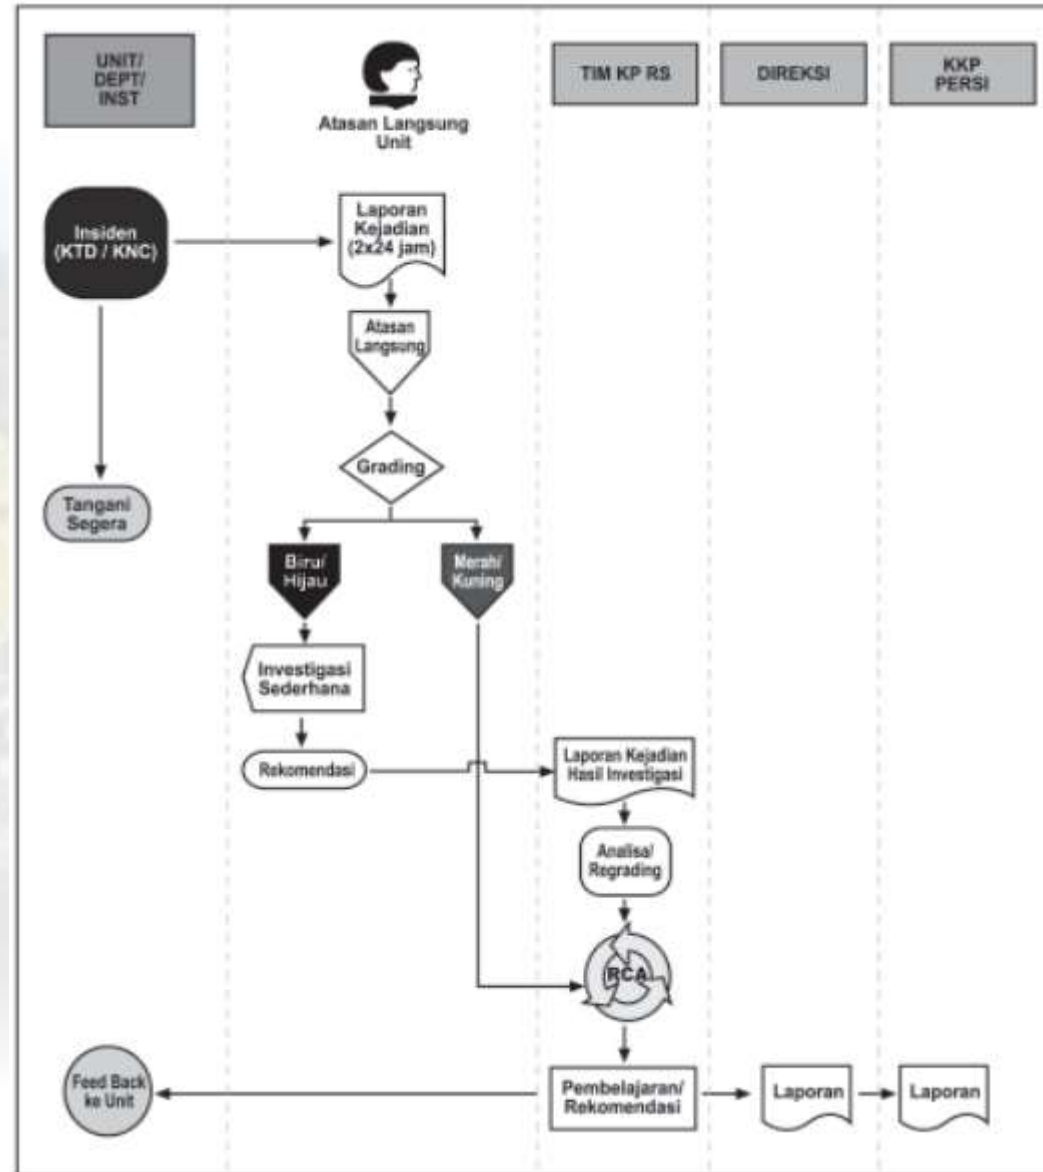 UNIT/
DEPT/
INST
Atasan Langsung
Unit
TIM KP RS
DIREKSI
KKP
PERSI
Insiden
(KTD / KNC)
Laporan
Kejadian
(2x24 jam)
Atasan
Langsung
Grading
Tangani
Segera
Biru/
Hijau
Merah/
Kuning
Investigasi
Sederhana
Rekomendasi
Laporan Kejadian
Hasil Investigasi
Analisa/
Regrading
RCA
Feed Back
ke Unit
Pembelajaran/
Rekomendasi
Laporan
Laporan